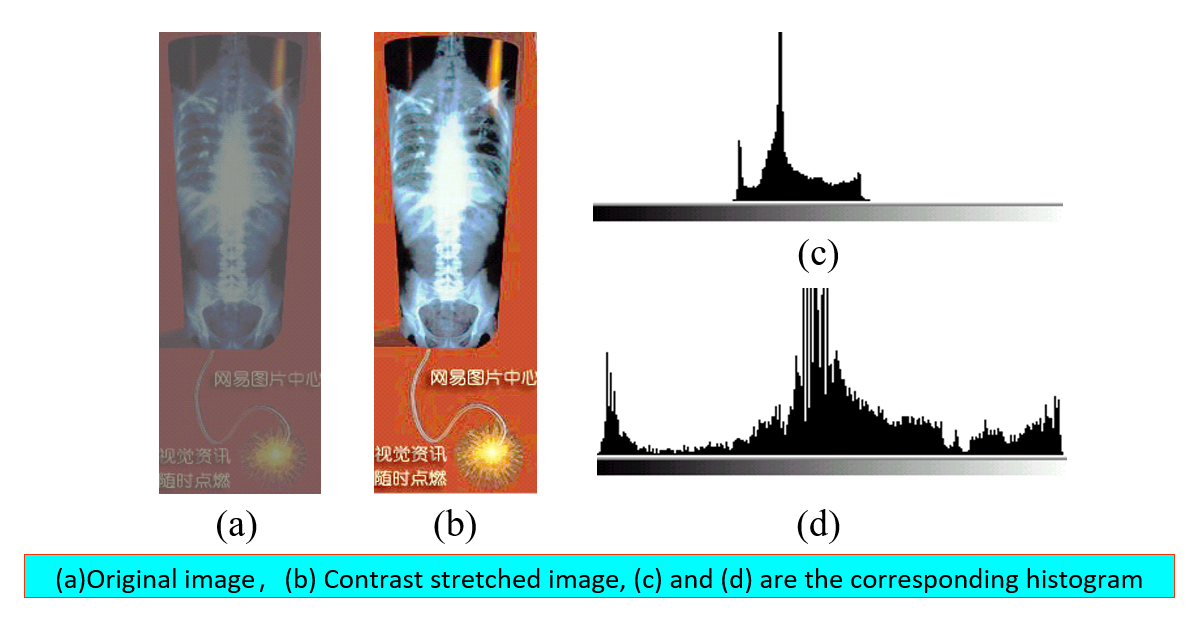 网易图片中心
视觉资讯
随时点燃
网易图片中心
视觉资讯
随时点燃
(a)
(b)
(c)
(d)
(a)Original image，(b) Contrast stretched image, (c) and (d) are the corresponding histogram